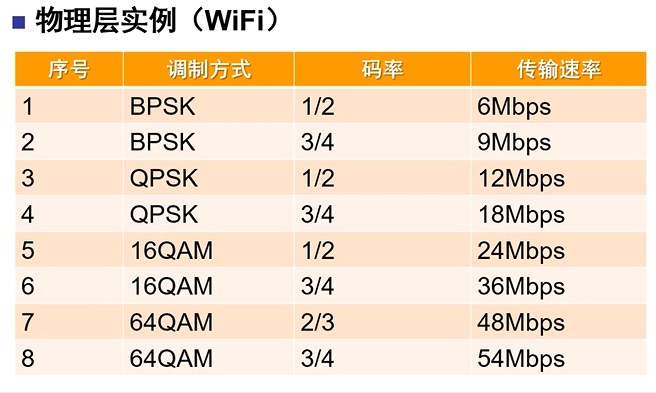 物理层实例（WiFi）
序号 调制方式 码率 传输速率
1 BPSK 1/2 6Mbps
2 BPSK 3/4 9Mbps
3 QPSK 1/2 12Mbps
4 QPSK 3/4 18Mbps
5 16QAM 1/2 24Mbps
6 16QAM 3/4 36Mbps
7 64QAM 2/3 48Mbps
8 64QAM 3/4 54Mbps